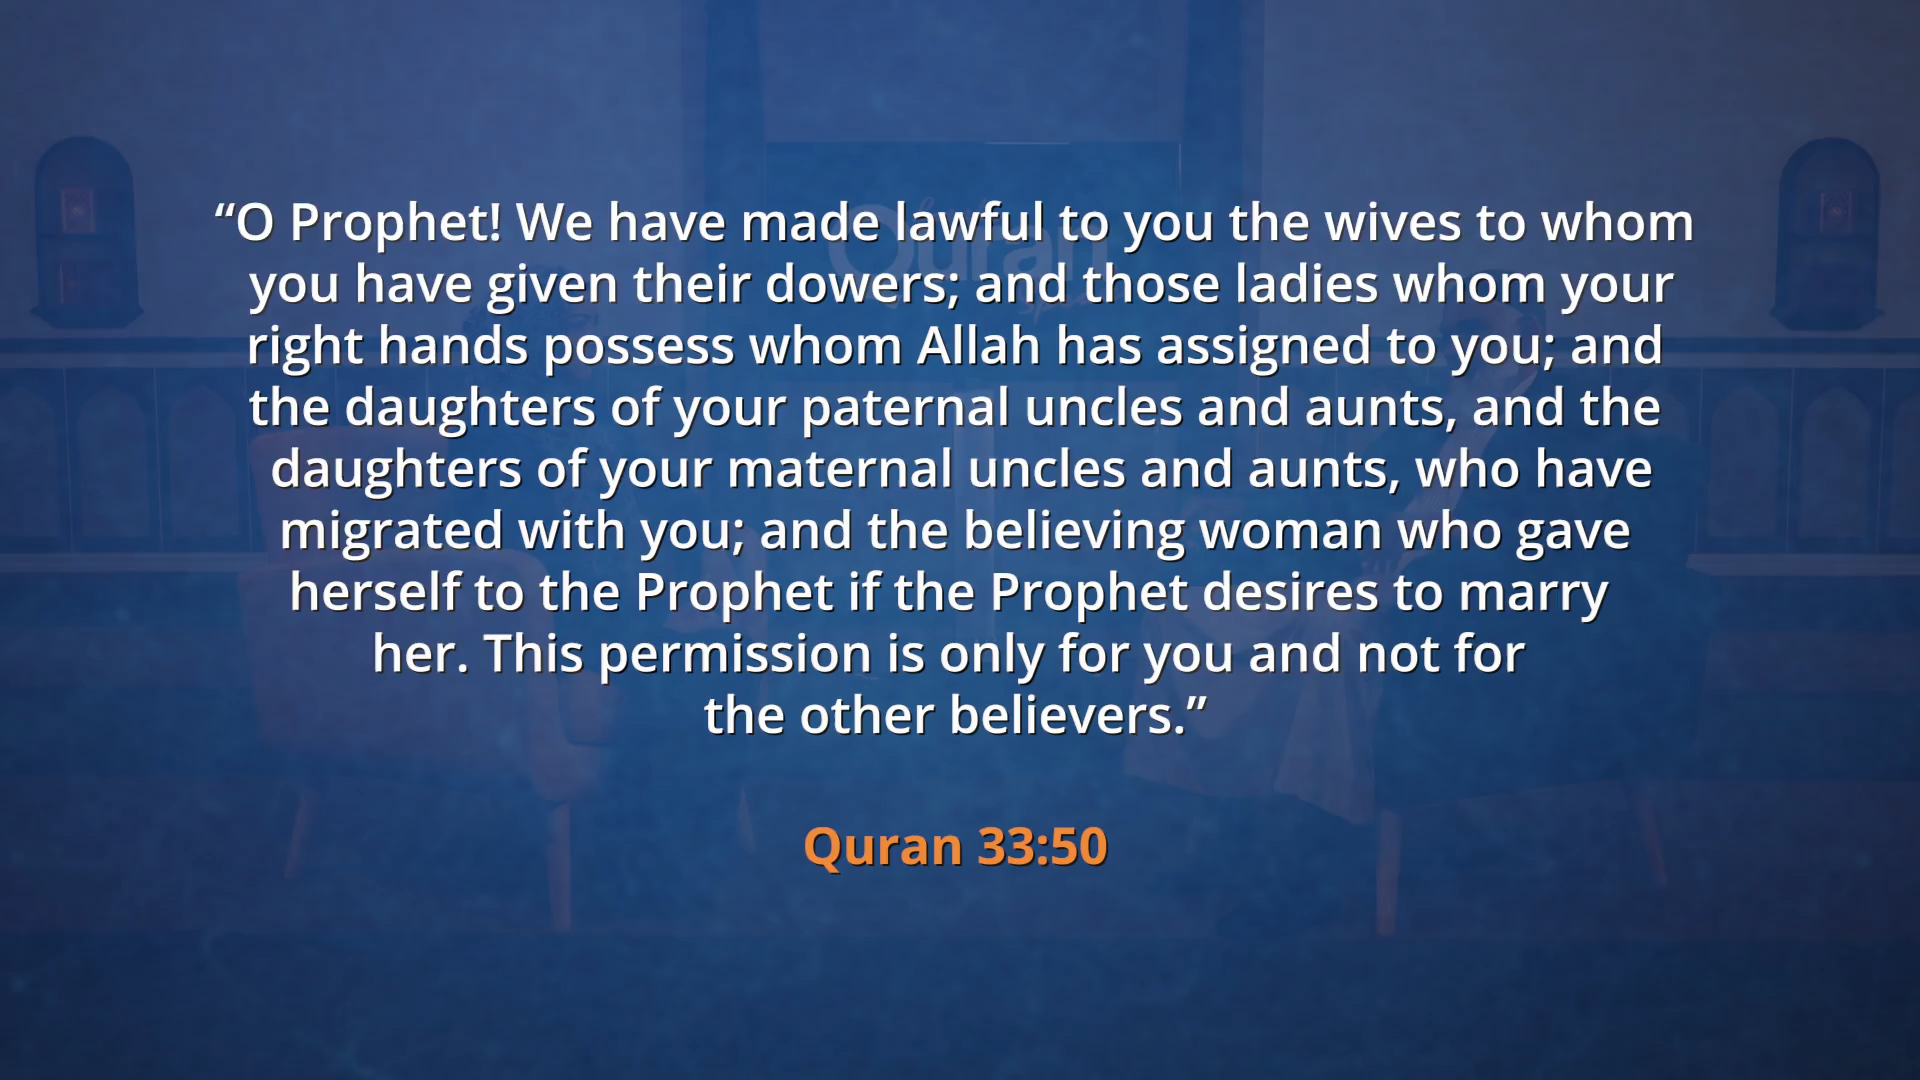 “O Prophet! We have made lawful to you the wives to whom
you have given their dowers; and those ladies whom your
right hands possess whom Allah has assigned to you; and
the daughters of your paternal uncles and aunts, and the
daughters of your maternal uncles and aunts, who have
migrated with you; and the believing woman who gave
herself to the Prophet if the Prophet desires to marry
her. This permission is only for you and not for
the other believers.”
Quran 33:50